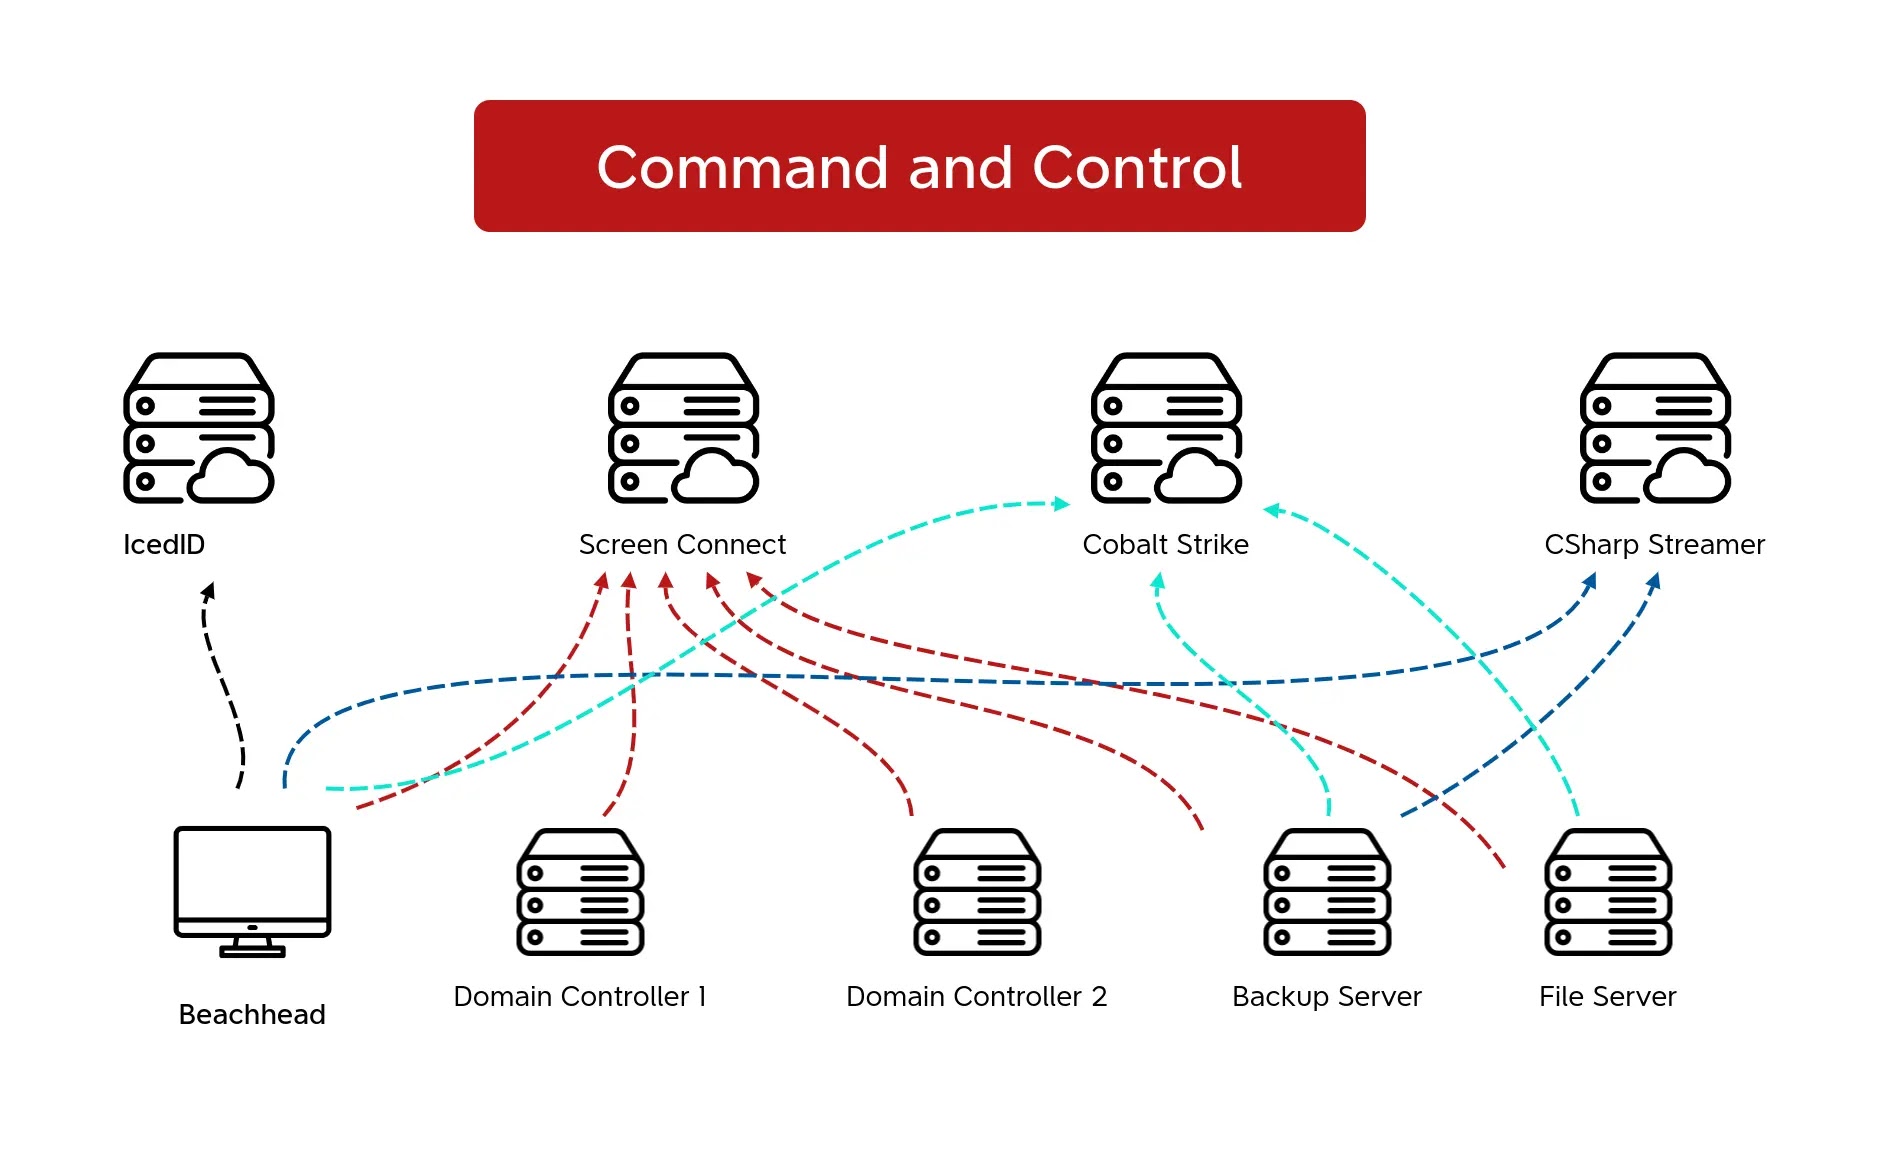 Command and Control
IcedID
Screen Connect
Cobalt Strike
CSharp Streamer
Beachhead
Domain Controller 1
Domain Controller 2
Backup Server
File Server